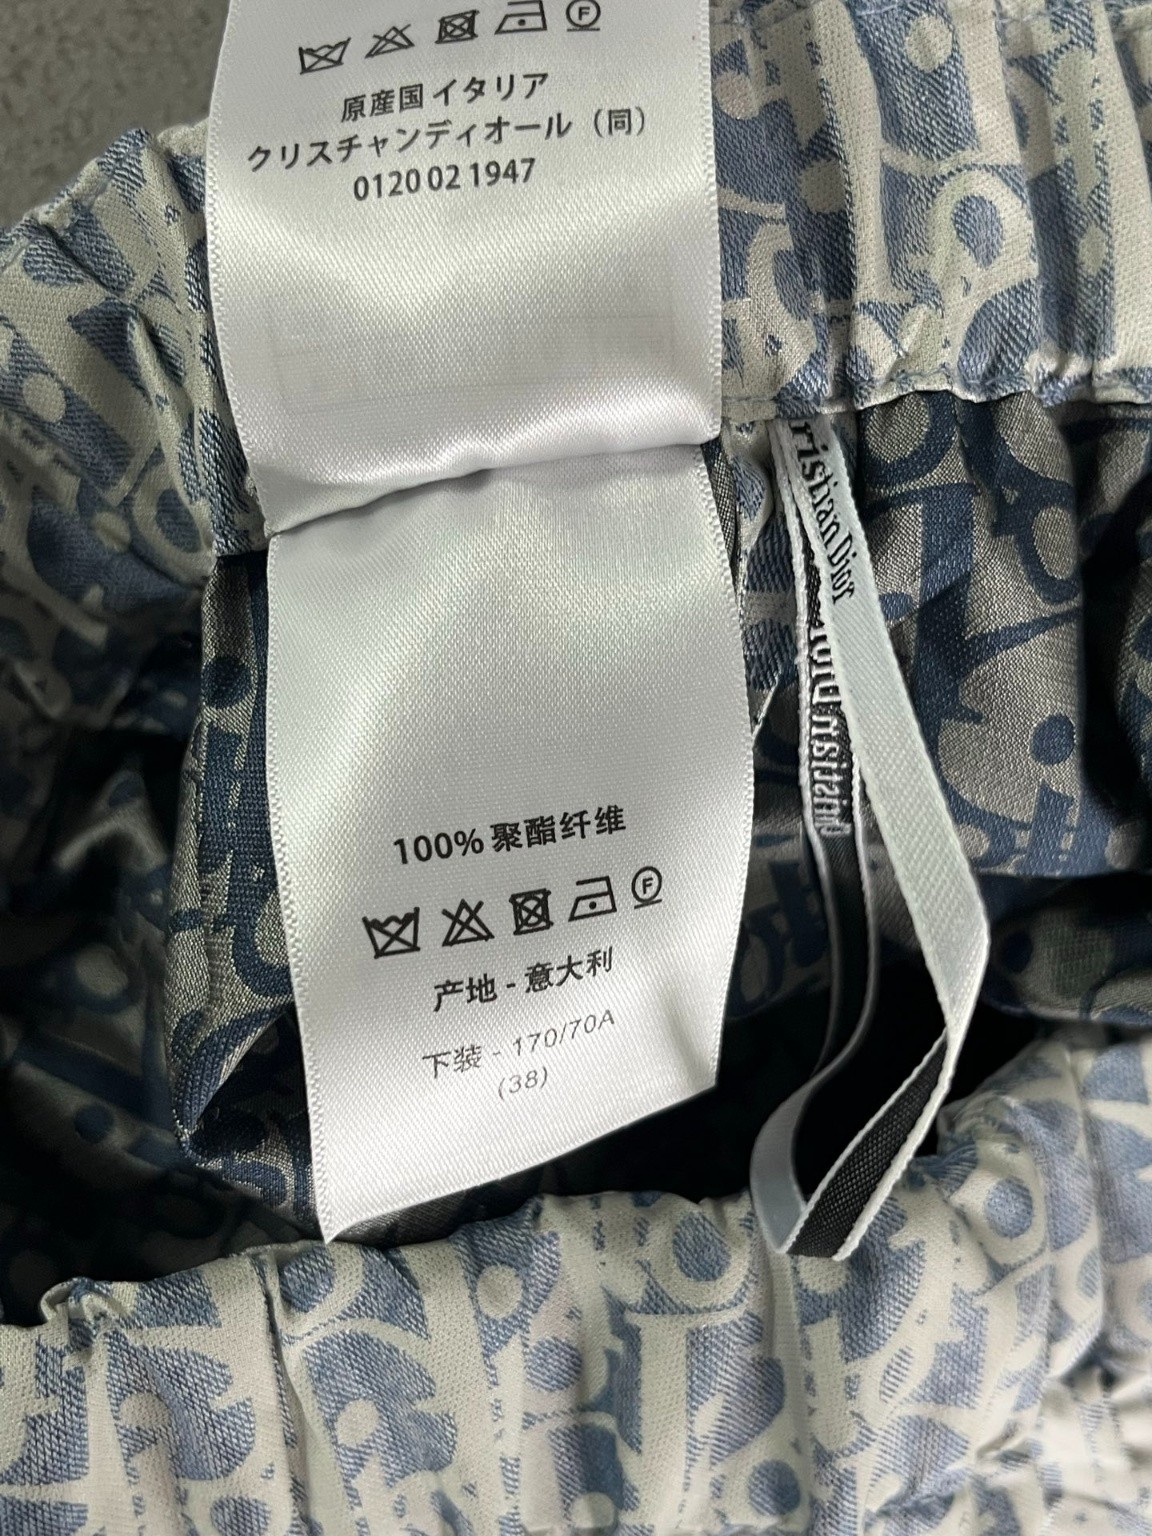 原産国 イタリア
クリスチャンディオール（同）
0120 02 1947
100% 聚酯纤维
产地 - 意大利
下装 - 170/70A
(38)
ristian Dior